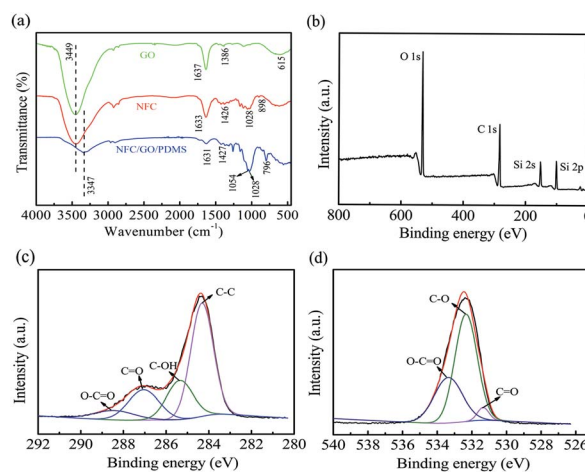 (a)
3449
GO
1637
1386
615
NFC
1633
1426
1028
898
NFC/GO/PDMS
3347
1631
1427
1054
1028
796
Transmittance (%)
4000 3500 3000 2500 2000 1500 1000 500
Wavenumber (cm-1)
(b)
O 1s
C 1s
Si 2s
Si 2p
Intensity (a.u.)
800 600 400 200 0
Binding energy (eV)
(c)
C-C
C-OH
C=O
O-C=O
Intensity (a.u.)
292 290 288 286 284 282 280
Binding energy (eV)
(d)
C-O
O-C=O
C=O
Intensity (a.u.)
540 538 536 534 532 530 528 526
Binding energy (eV)